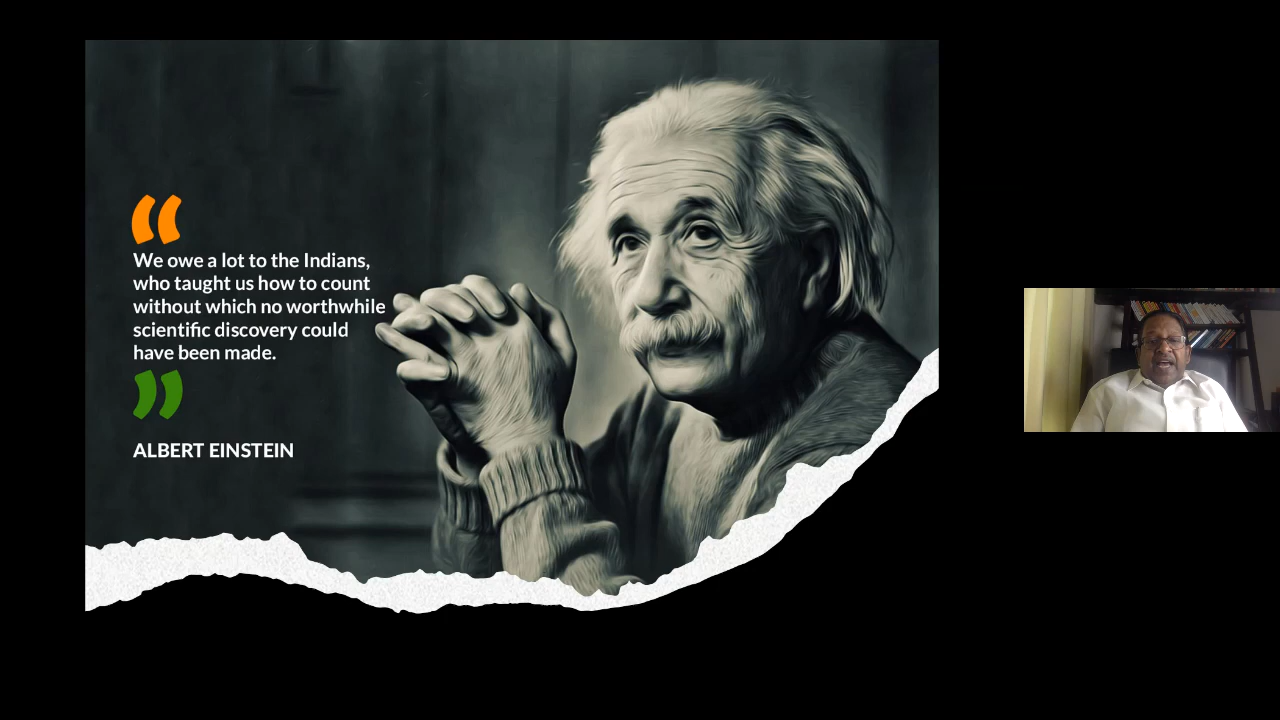 We owe a lot to the Indians,
who taught us how to count
without which no worthwhile
scientific discovery could
have been made.
ALBERT EINSTEIN